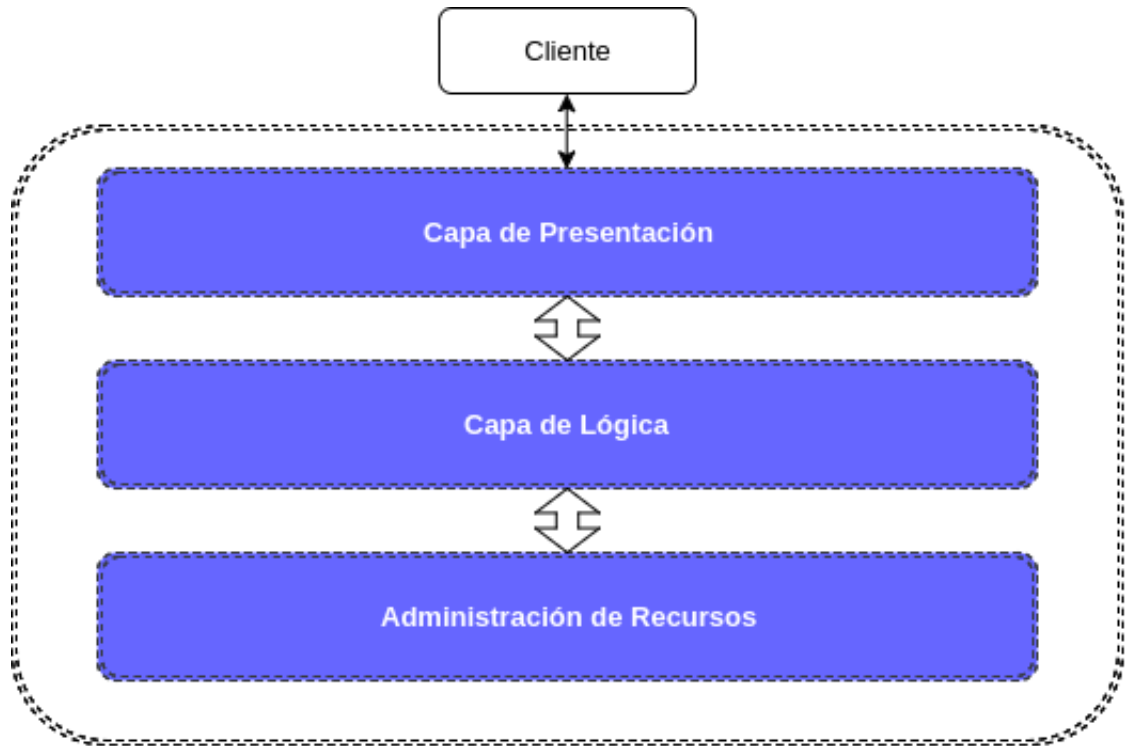 Cliente
Capa de Presentación
Capa de Lógica
Administración de Recursos